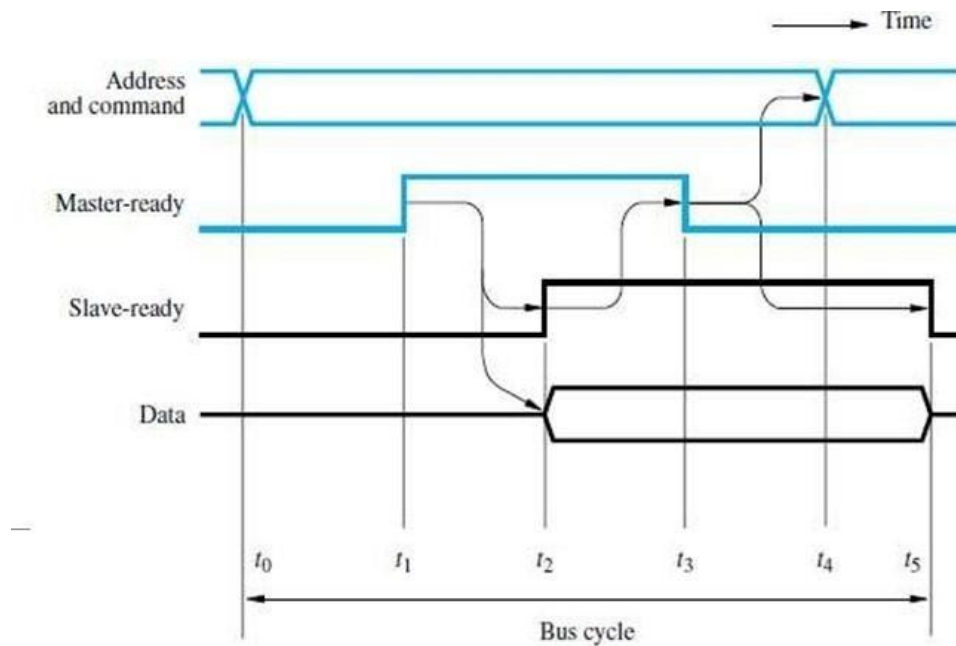 Time
Address
and command
Master-ready
Slave-ready
Data
t0 t1 t2 t3 t4 t5
Bus cycle